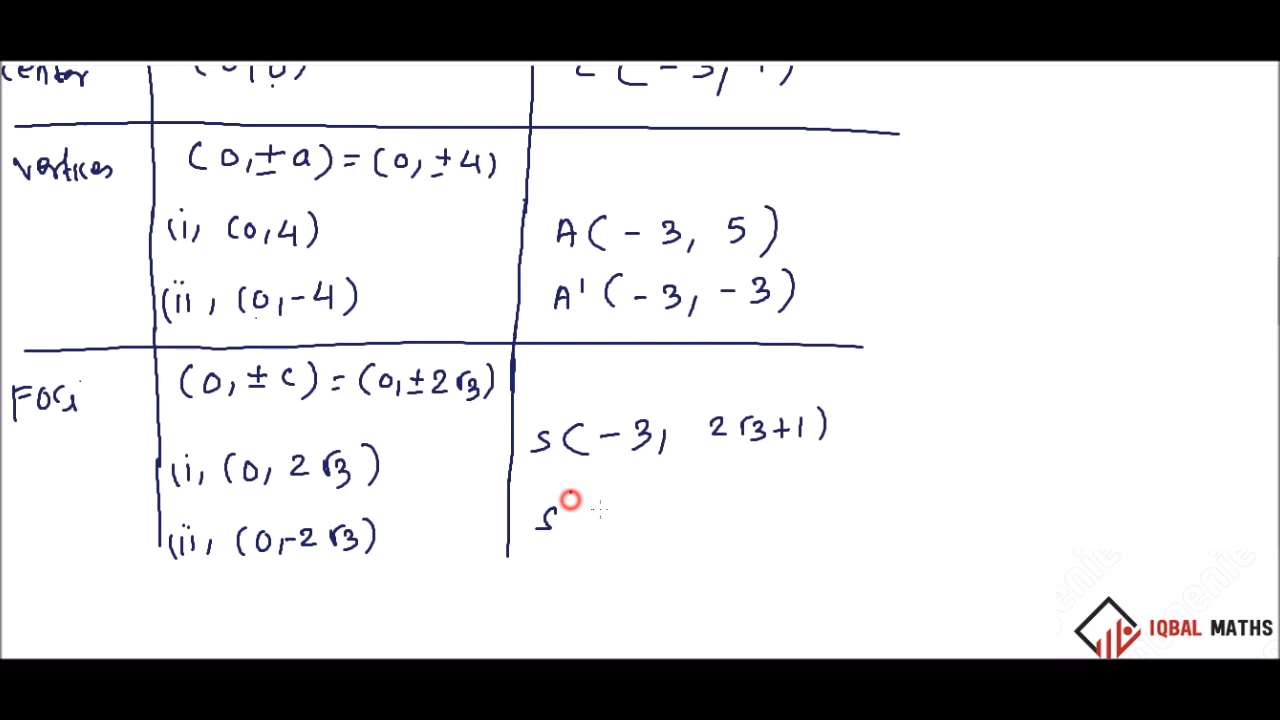 center
vertices (0, ±a) = (0, ±4)
(i, (0, 4) A(-3, 5)
(ii, (0, -4) A'(-3, -3)
Foci (0, ±c) = (0, ±2√3)
S(-3, 2√3+1)
(i, (0, 2√3)
S
(ii, (0, -2√3)
IQBAL MATHS